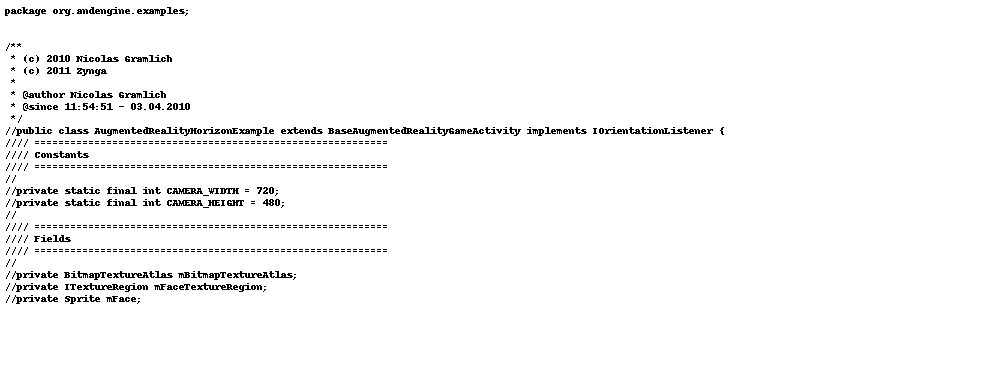 package org.andengine.examples;
/**
 * (c) 2010 Nicolas Gramlich
 * (c) 2011 Zynga
 *
 * @author Nicolas Gramlich
 * @since 11:54:51 - 03.04.2010
 */
//public class AugmentedRealityHorizonExample extends BaseAugmentedRealityGameActivity implements IOrientationListener {
//// ===========================================================
//// Constants
//// ===========================================================
//
//private static final int CAMERA_WIDTH = 720;
//private static final int CAMERA_HEIGHT = 480;
//
//// ===========================================================
//// Fields
//// ===========================================================
//
//private BitmapTextureAtlas mBitmapTextureAtlas;
//private ITextureRegion mFaceTextureRegion;
//private Sprite mFace;